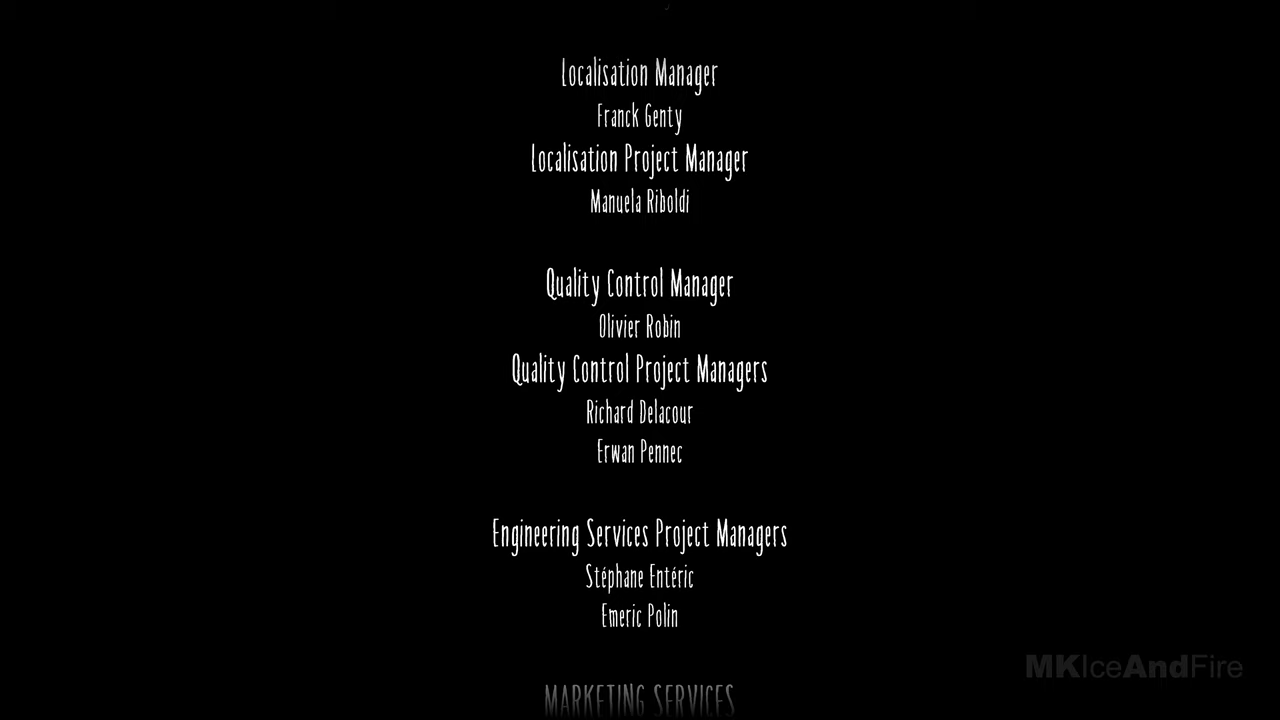 Localisation Manager
Franck Genty
Localisation Project Manager
Manuela Riboldi
Quality Control Manager
Olivier Robin
Quality Control Project Managers
Richard Delacour
Erwan Pennec
Engineering Services Project Managers
Stéphane Entéric
Emeric Polin
MKIceAndFire
MARKETING SERVICES